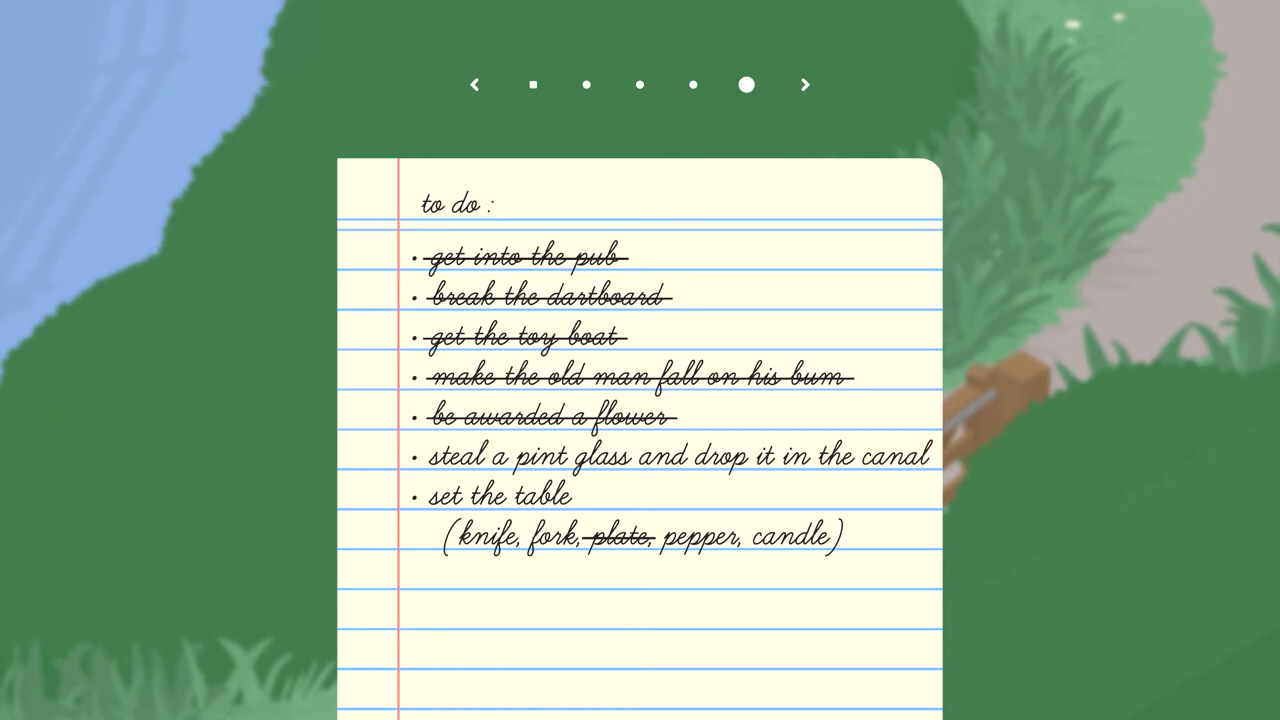 to do :
• get into the pub
• break the dartboard
• get the toy boat
• make the old man fall on his bum
• be awarded a flower
• steal a pint glass and drop it in the canal
• set the table
(knife, fork, plate, pepper, candle)